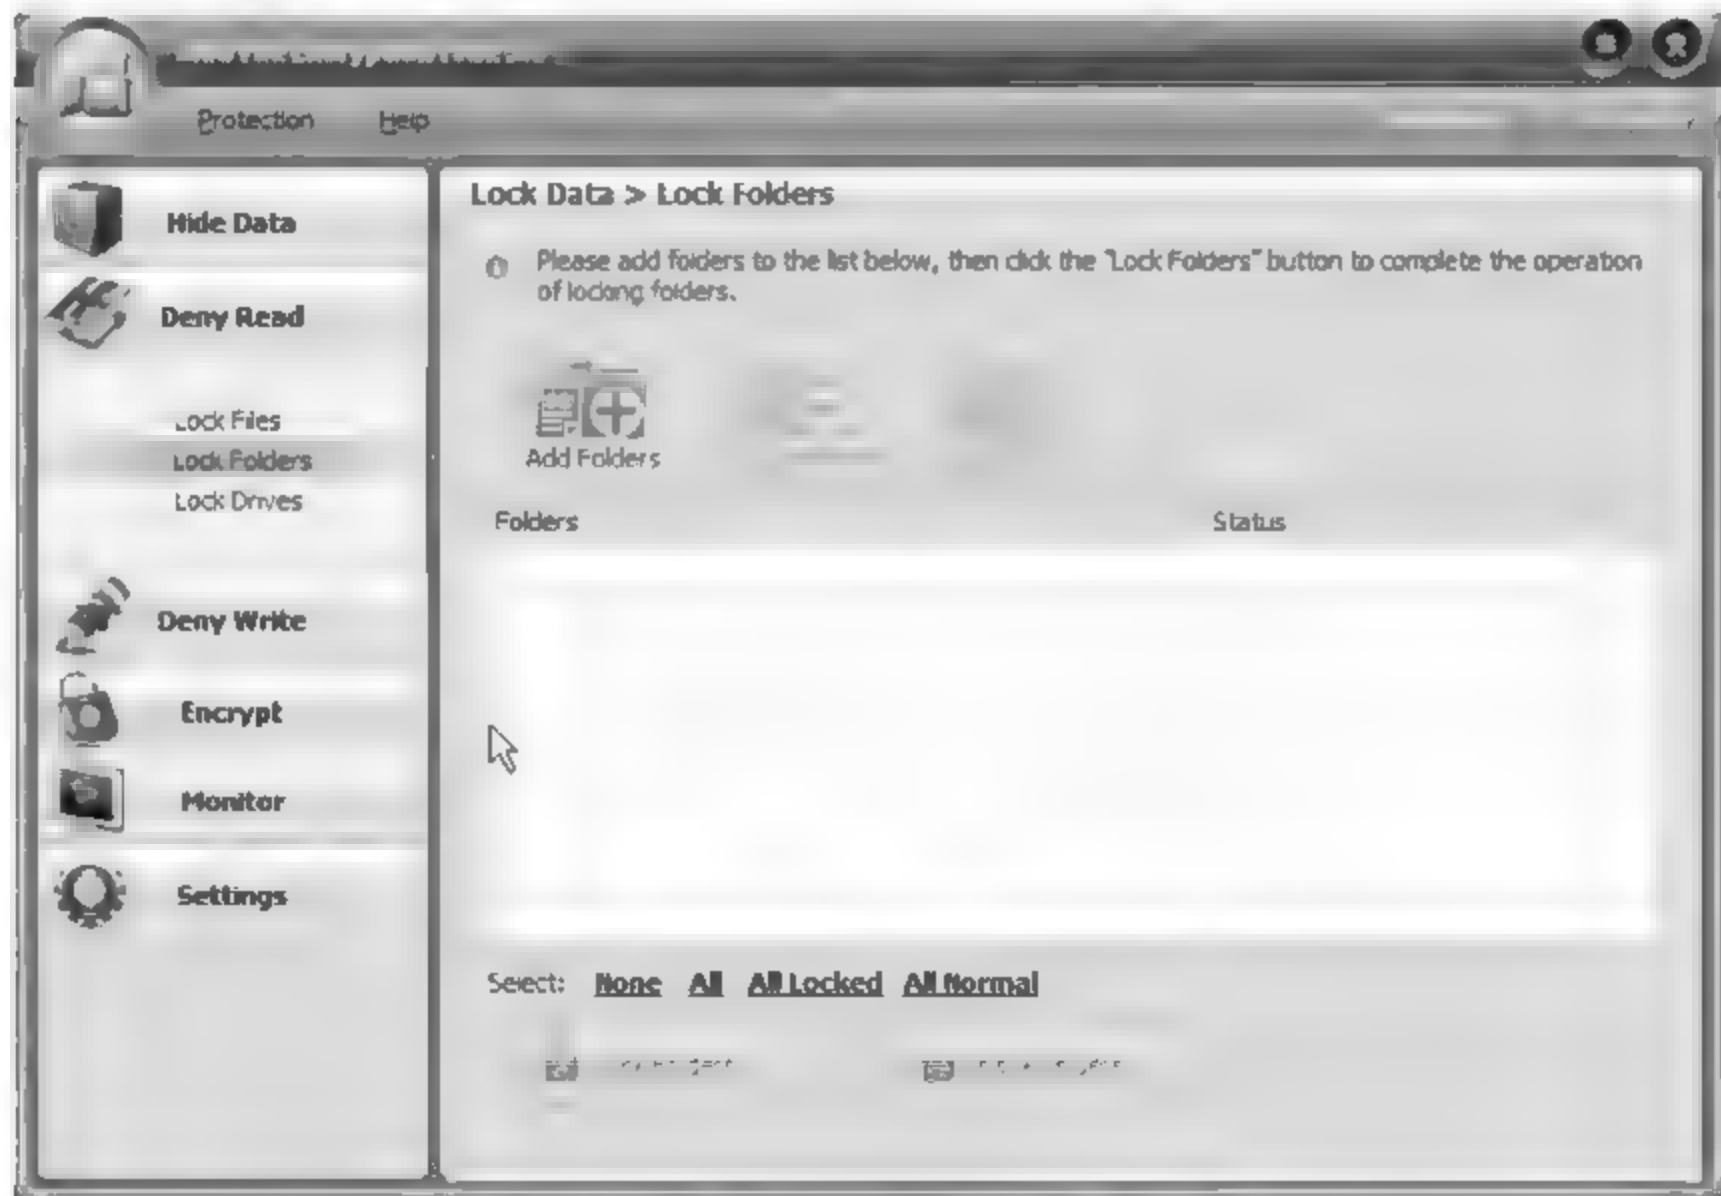 Protection Help
Hide Data
Deny Read
Lock Files
Lock Folders
Lock Drives
Deny Write
Encrypt
Monitor
Settings
Lock Data > Lock Folders
Please add folders to the list below, then click the "Lock Folders" button to complete the operation
of locking folders.
Add Folders
Folders Status
Select: None All All Locked All Normal